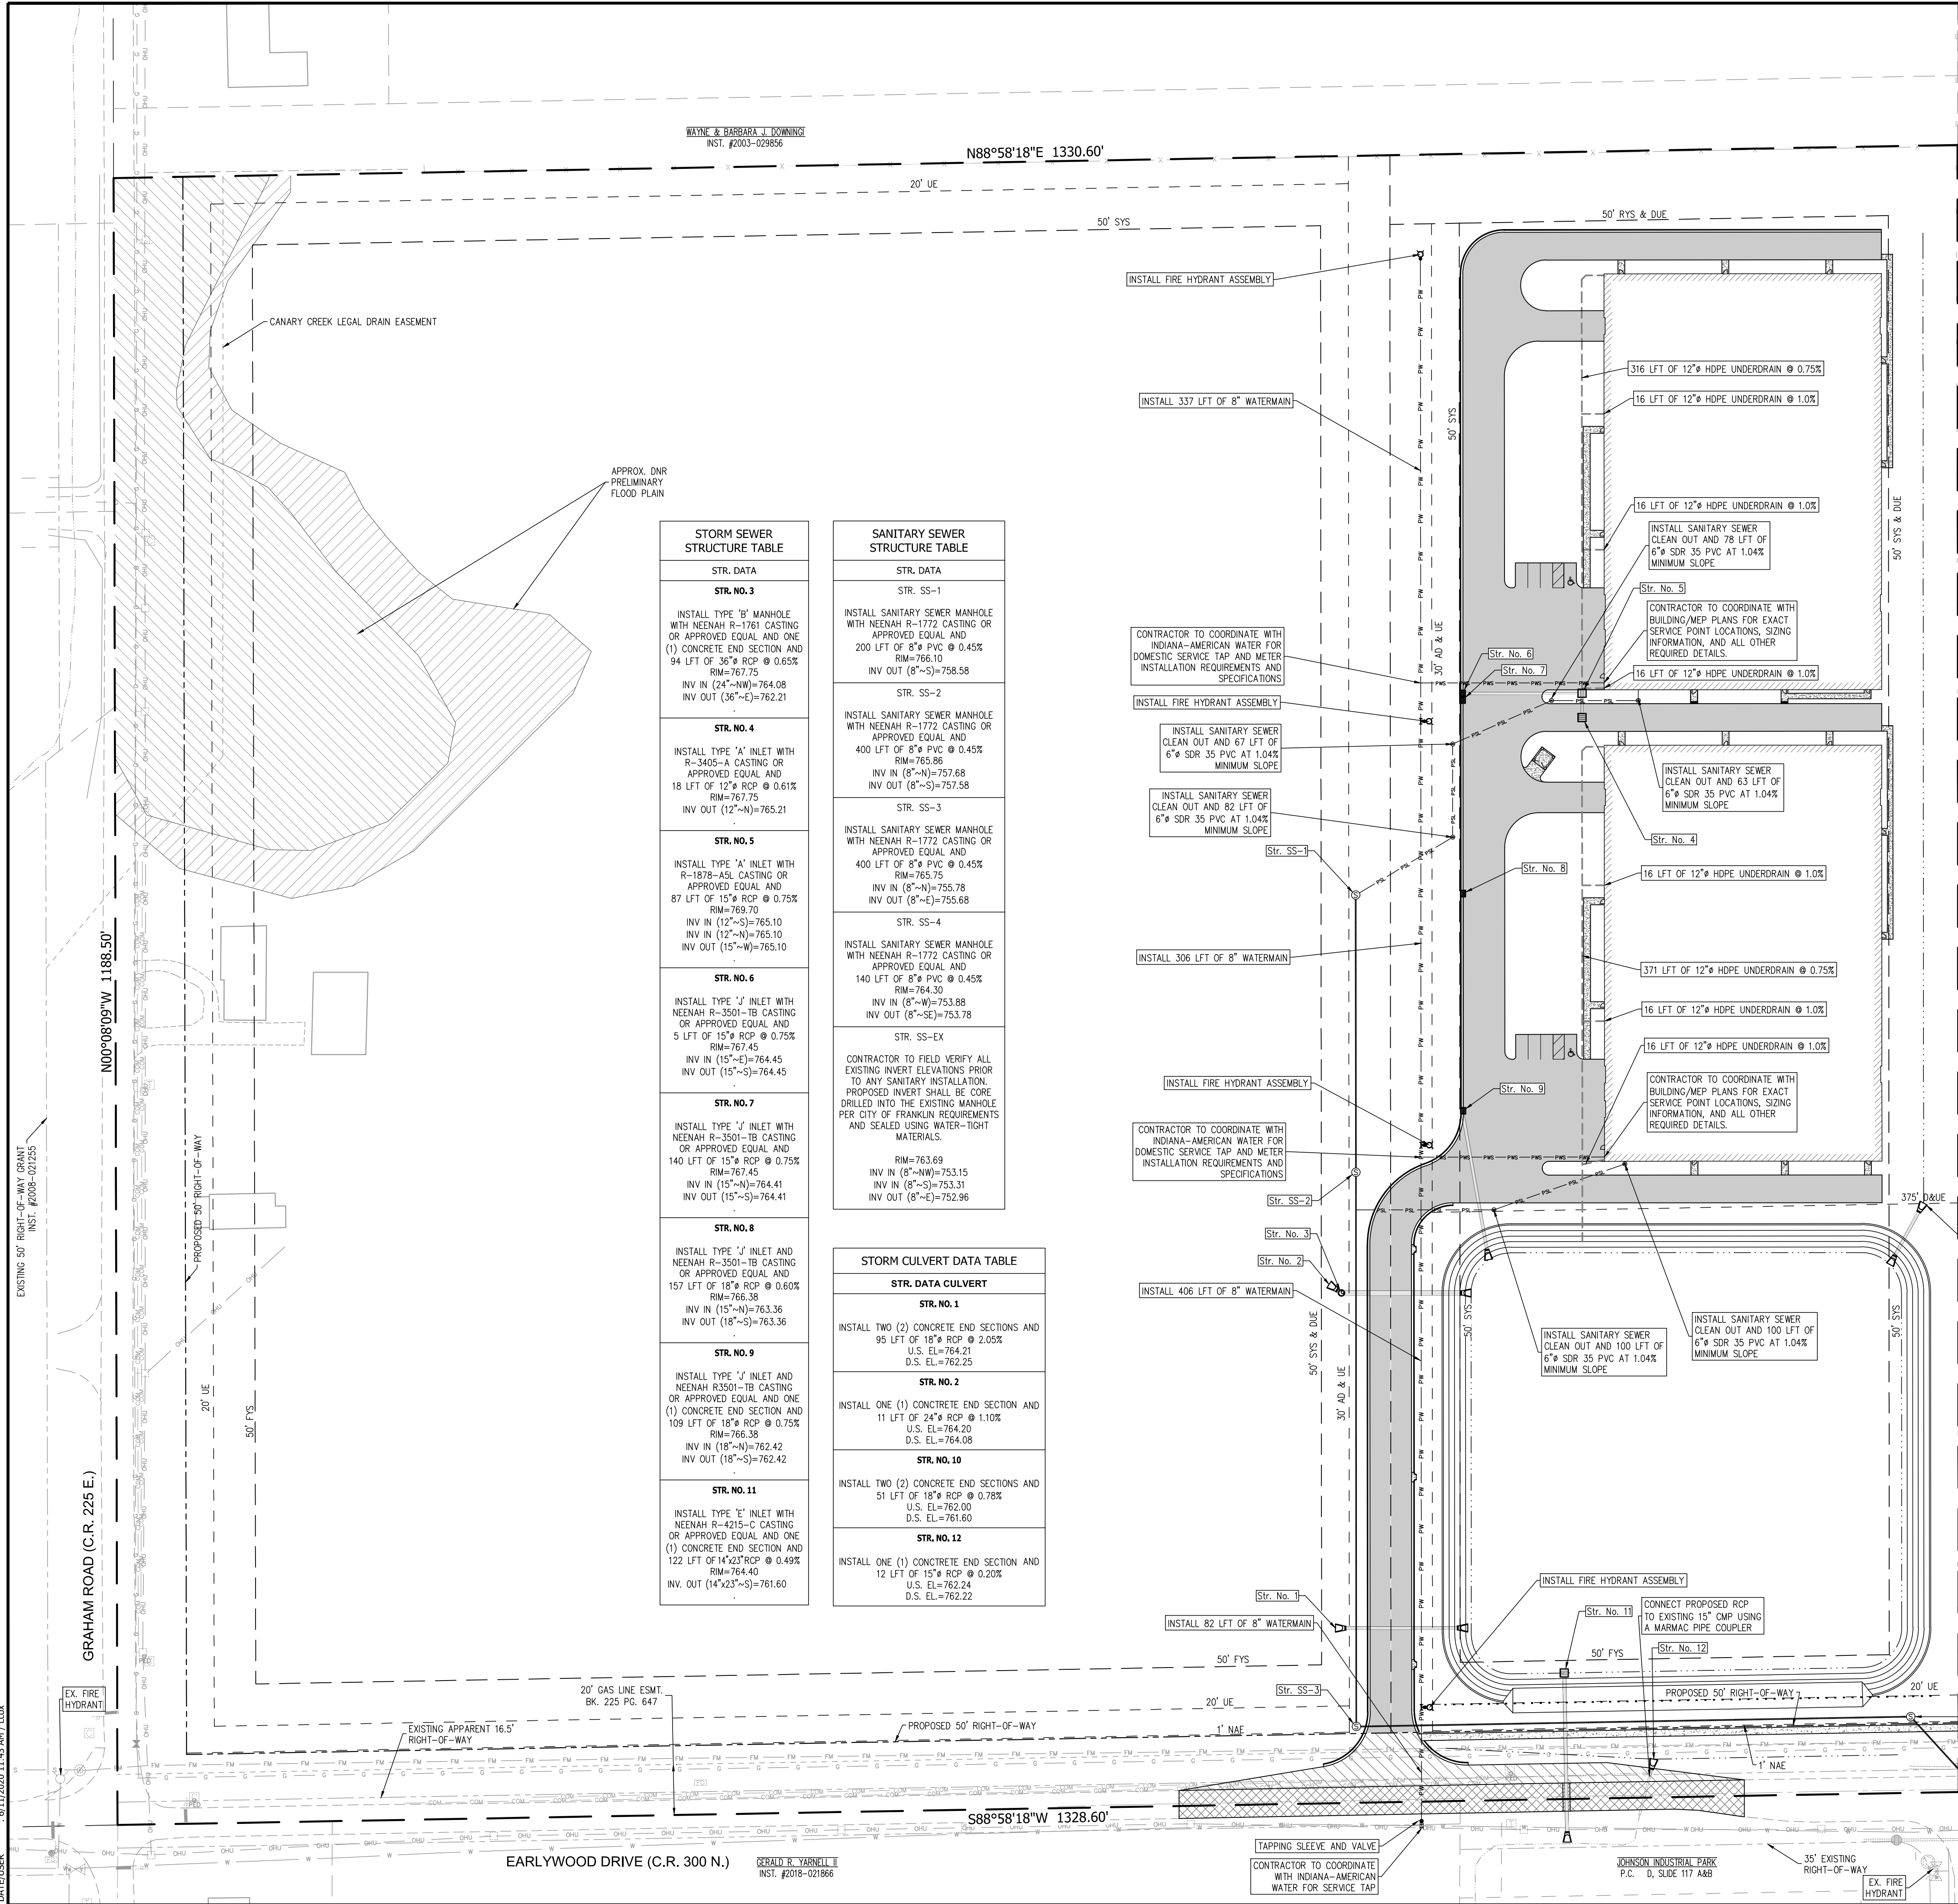 WAYNE & BARBARA J. DOWNING
INST. #2003-029856
N88°58'18"E 1330.60'
20' UE
50' SYS
50' RYS & DUE
CANARY CREEK LEGAL DRAIN EASEMENT
APPROX. DNR
PRELIMINARY
FLOOD PLAIN
N00°08'09"W 1188.50'
EXISTING 50' RIGHT-OF-WAY GRANT
INST. #2008-021255
PROPOSED 50' RIGHT-OF-WAY
20' UE
50' FYS
GRAHAM ROAD (C.R. 225 E.)
EX. FIRE
HYDRANT
STORM SEWER
STRUCTURE TABLE
STR. DATA
STR. NO. 3
INSTALL TYPE 'B' MANHOLE
WITH NEENAH R-1761 CASTING
OR APPROVED EQUAL AND ONE
(1) CONCRETE END SECTION AND
94 LFT OF 36"ø RCP @ 0.65%
RIM=767.75
INV IN (24"~NW)=764.08
INV OUT (36"~E)=762.21
STR. NO. 4
INSTALL TYPE 'A' INLET WITH
R-3405-A CASTING OR
APPROVED EQUAL AND
18 LFT OF 12"ø RCP @ 0.61%
RIM=767.75
INV OUT (12"~N)=765.21
.
STR. NO. 5
INSTALL TYPE 'A' INLET WITH
R-1878-A5L CASTING OR
APPROVED EQUAL AND
87 LFT OF 15"ø RCP @ 0.75%
RIM=769.70
INV IN (12"~S)=765.10
INV IN (12"~N)=765.10
INV OUT (15"~W)=765.10
.
STR. NO. 6
INSTALL TYPE 'J' INLET WITH
NEENAH R-3501-TB CASTING
OR APPROVED EQUAL AND
5 LFT OF 15"ø RCP @ 0.75%
RIM=767.45
INV IN (15"~E)=764.45
INV OUT (15"~S)=764.45
.
STR. NO. 7
INSTALL TYPE 'J' INLET WITH
NEENAH R-3501-TB CASTING
OR APPROVED EQUAL AND
140 LFT OF 15"ø RCP @ 0.75%
RIM=767.45
INV IN (15"~N)=764.41
INV OUT (15"~S)=764.41
.
STR. NO. 8
INSTALL TYPE 'J' INLET AND
NEENAH R-3501-TB CASTING
OR APPROVED EQUAL AND
157 LFT OF 18"ø RCP @ 0.60%
RIM=766.38
INV IN (15"~N)=763.36
INV OUT (18"~S)=763.36
.
STR. NO. 9
INSTALL TYPE 'J' INLET AND
NEENAH R3501-TB CASTING
OR APPROVED EQUAL AND ONE
(1) CONCRETE END SECTION AND
109 LFT OF 18"ø RCP @ 0.75%
RIM=766.38
INV IN (18"~N)=762.42
INV OUT (18"~S)=762.42
.
STR. NO. 11
INSTALL TYPE 'E' INLET WITH
NEENAH R-4215-C CASTING
OR APPROVED EQUAL AND ONE
(1) CONCRETE END SECTION AND
122 LFT OF 14"x23"RCP @ 0.49%
RIM=764.40
INV. OUT (14"x23"~S)=761.60
.
SANITARY SEWER
STRUCTURE TABLE
STR. DATA
STR. SS-1
INSTALL SANITARY SEWER MANHOLE
WITH NEENAH R-1772 CASTING OR
APPROVED EQUAL AND
200 LFT OF 8"ø PVC @ 0.45%
RIM=766.10
INV OUT (8"~S)=758.58
STR. SS-2
INSTALL SANITARY SEWER MANHOLE
WITH NEENAH R-1772 CASTING OR
APPROVED EQUAL AND
400 LFT OF 8"ø PVC @ 0.45%
RIM=765.86
INV IN (8"~N)=757.68
INV OUT (8"~S)=757.58
STR. SS-3
INSTALL SANITARY SEWER MANHOLE
WITH NEENAH R-1772 CASTING OR
APPROVED EQUAL AND
400 LFT OF 8"ø PVC @ 0.45%
RIM=765.75
INV IN (8"~N)=755.78
INV OUT (8"~E)=755.68
STR. SS-4
INSTALL SANITARY SEWER MANHOLE
WITH NEENAH R-1772 CASTING OR
APPROVED EQUAL AND
140 LFT OF 8"ø PVC @ 0.45%
RIM=764.30
INV IN (8"~W)=753.88
INV OUT (8"~SE)=753.78
STR. SS-EX
CONTRACTOR TO FIELD VERIFY ALL
EXISTING INVERT ELEVATIONS PRIOR
TO ANY SANITARY INSTALLATION.
PROPOSED INVERT SHALL BE CORE
DRILLED INTO THE EXISTING MANHOLE
PER CITY OF FRANKLIN REQUIREMENTS
AND SEALED USING WATER-TIGHT
MATERIALS.
RIM=763.69
INV IN (8"~NW)=753.15
INV IN (8"~S)=753.31
INV OUT (8"~E)=752.96
STORM CULVERT DATA TABLE
STR. DATA CULVERT
STR. NO. 1
INSTALL TWO (2) CONCRETE END SECTIONS AND
95 LFT OF 18"ø RCP @ 2.05%
U.S. EL=764.21
D.S. EL.=762.25
STR. NO. 2
INSTALL ONE (1) CONCTRETE END SECTION AND
11 LFT OF 24"ø RCP @ 1.10%
U.S. EL=764.20
D.S. EL.=764.08
STR. NO. 10
INSTALL TWO (2) CONCRETE END SECTIONS AND
51 LFT OF 18"ø RCP @ 0.78%
U.S. EL=762.00
D.S. EL.=761.60
STR. NO. 12
INSTALL ONE (1) CONCTRETE END SECTION AND
12 LFT OF 15"ø RCP @ 0.20%
U.S. EL=762.24
D.S. EL.=762.22
INSTALL FIRE HYDRANT ASSEMBLY
INSTALL 337 LFT OF 8" WATERMAIN
50' SYS
30' AD & UE
CONTRACTOR TO COORDINATE WITH
INDIANA-AMERICAN WATER FOR
DOMESTIC SERVICE TAP AND METER
INSTALLATION REQUIREMENTS AND
SPECIFICATIONS
INSTALL FIRE HYDRANT ASSEMBLY
INSTALL SANITARY SEWER
CLEAN OUT AND 67 LFT OF
6"ø SDR 35 PVC AT 1.04%
MINIMUM SLOPE
INSTALL SANITARY SEWER
CLEAN OUT AND 82 LFT OF
6"ø SDR 35 PVC AT 1.04%
MINIMUM SLOPE
Str. SS-1
INSTALL 306 LFT OF 8" WATERMAIN
INSTALL FIRE HYDRANT ASSEMBLY
CONTRACTOR TO COORDINATE WITH
INDIANA-AMERICAN WATER FOR
DOMESTIC SERVICE TAP AND METER
INSTALLATION REQUIREMENTS AND
SPECIFICATIONS
Str. SS-2
Str. No. 3
Str. No. 2
INSTALL 406 LFT OF 8" WATERMAIN
50' SYS & DUE
30' AD & UE
Str. No. 1
INSTALL 82 LFT OF 8" WATERMAIN
50' FYS
Str. SS-3
20' UE
1' NAE
316 LFT OF 12"ø HDPE UNDERDRAIN @ 0.75%
16 LFT OF 12"ø HDPE UNDERDRAIN @ 1.0%
16 LFT OF 12"ø HDPE UNDERDRAIN @ 1.0%
INSTALL SANITARY SEWER
CLEAN OUT AND 78 LFT OF
6"ø SDR 35 PVC AT 1.04%
MINIMUM SLOPE
Str. No. 5
CONTRACTOR TO COORDINATE WITH
BUILDING/MEP PLANS FOR EXACT
SERVICE POINT LOCATIONS, SIZING
INFORMATION, AND ALL OTHER
REQUIRED DETAILS.
Str. No. 6
Str. No. 7
16 LFT OF 12"ø HDPE UNDERDRAIN @ 1.0%
50' SYS & DUE
INSTALL SANITARY SEWER
CLEAN OUT AND 63 LFT OF
6"ø SDR 35 PVC AT 1.04%
MINIMUM SLOPE
Str. No. 4
Str. No. 8
16 LFT OF 12"ø HDPE UNDERDRAIN @ 1.0%
371 LFT OF 12"ø HDPE UNDERDRAIN @ 0.75%
16 LFT OF 12"ø HDPE UNDERDRAIN @ 1.0%
16 LFT OF 12"ø HDPE UNDERDRAIN @ 1.0%
Str. No. 9
CONTRACTOR TO COORDINATE WITH
BUILDING/MEP PLANS FOR EXACT
SERVICE POINT LOCATIONS, SIZING
INFORMATION, AND ALL OTHER
REQUIRED DETAILS.
375' D&UE
50' SYS
50' SYS
INSTALL SANITARY SEWER
CLEAN OUT AND 100 LFT OF
6"ø SDR 35 PVC AT 1.04%
MINIMUM SLOPE
INSTALL SANITARY SEWER
CLEAN OUT AND 100 LFT OF
6"ø SDR 35 PVC AT 1.04%
MINIMUM SLOPE
INSTALL FIRE HYDRANT ASSEMBLY
Str. No. 11
CONNECT PROPOSED RCP
TO EXISTING 15" CMP USING
A MARMAC PIPE COUPLER
Str. No. 12
50' FYS
PROPOSED 50' RIGHT-OF-WAY
20' UE
1' NAE
20' GAS LINE ESMT.
BK. 225 PG. 647
EXISTING APPARENT 16.5'
RIGHT-OF-WAY
PROPOSED 50' RIGHT-OF-WAY
S88°58'18"W 1328.60'
EARLYWOOD DRIVE (C.R. 300 N.)
GERALD R. YARNELL II
INST. #2018-021866
TAPPING SLEEVE AND VALVE
CONTRACTOR TO COORDINATE
WITH INDIANA-AMERICAN
WATER FOR SERVICE TAP
JOHNSON INDUSTRIAL PARK
P.C. D, SLIDE 117 A&B
35' EXISTING
RIGHT-OF-WAY
EX. FIRE
HYDRANT